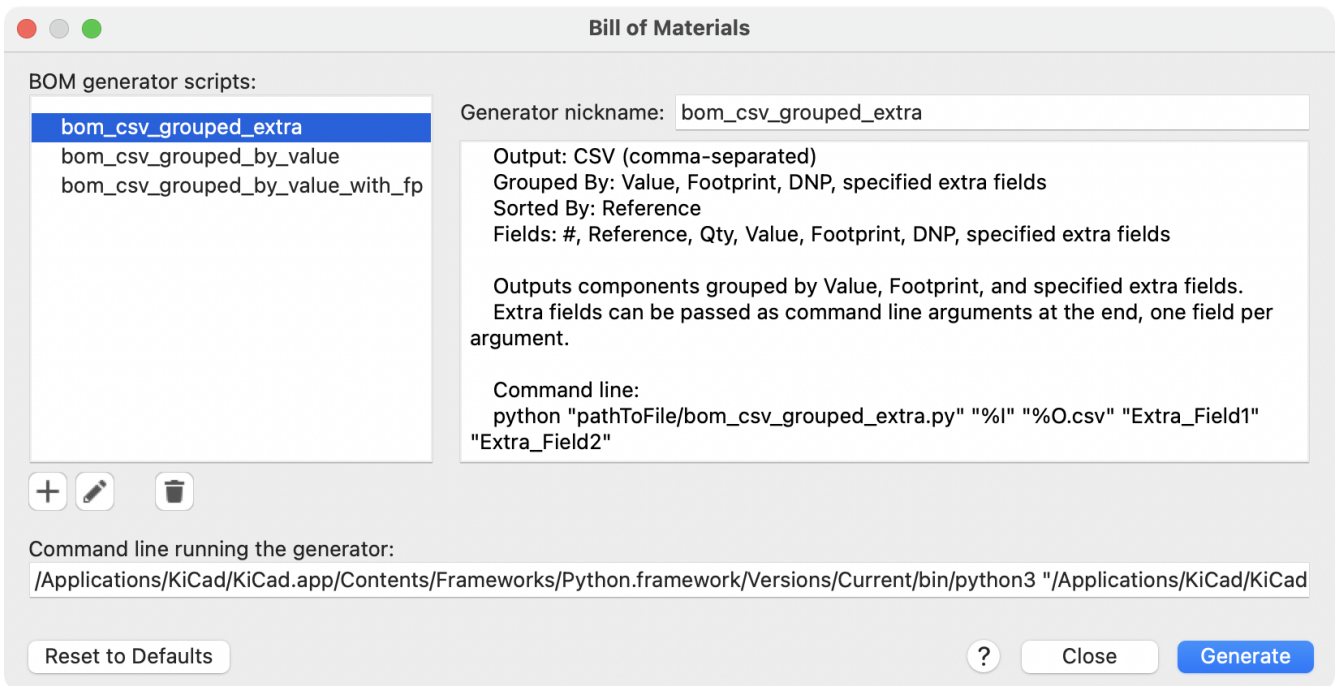 Bill of Materials
BOM generator scripts:
bom_csv_grouped_extra
bom_csv_grouped_by_value
bom_csv_grouped_by_value_with_fp
Generator nickname: bom_csv_grouped_extra
Output: CSV (comma-separated)
Grouped By: Value, Footprint, DNP, specified extra fields
Sorted By: Reference
Fields: #, Reference, Qty, Value, Footprint, DNP, specified extra fields
Outputs components grouped by Value, Footprint, and specified extra fields.
Extra fields can be passed as command line arguments at the end, one field per
argument.
Command line:
python "pathToFile/bom_csv_grouped_extra.py" "%I" "%O.csv" "Extra_Field1"
"Extra_Field2"
Command line running the generator:
/Applications/KiCad/KiCad.app/Contents/Frameworks/Python.framework/Versions/Current/bin/python3 "/Applications/KiCad/KiCad
Reset to Defaults
?
Close
Generate